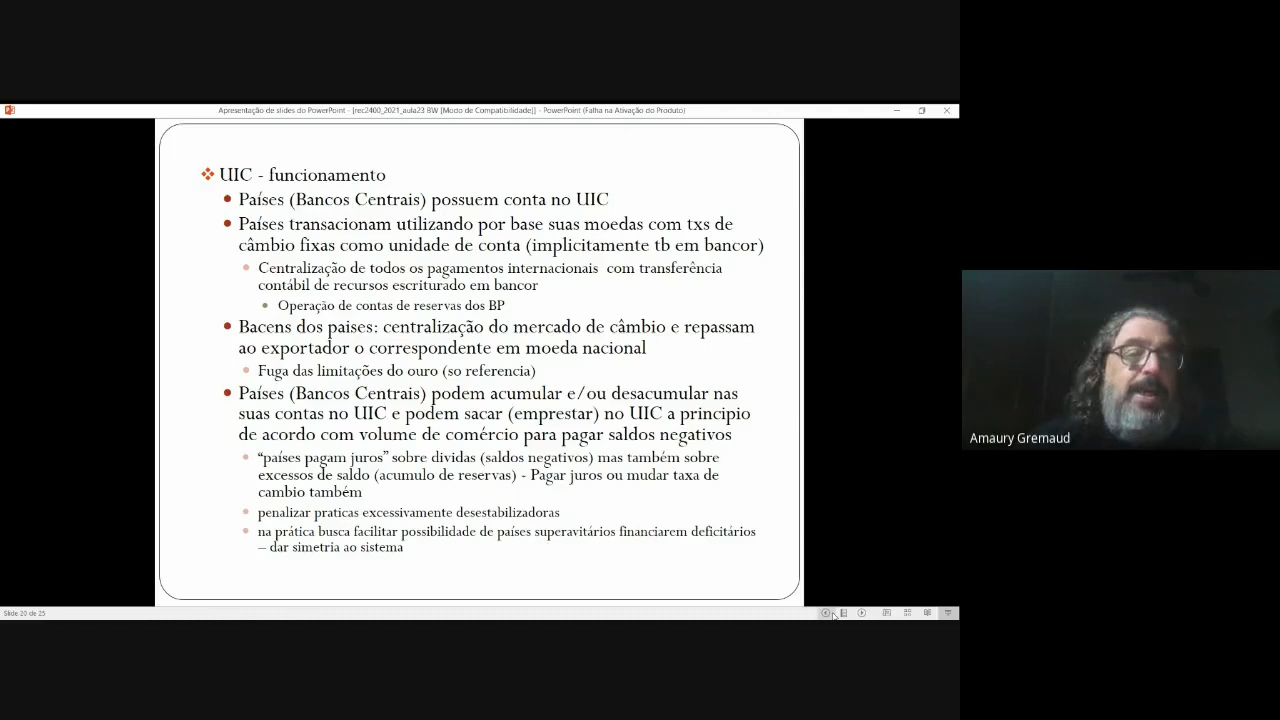 Apresentação de slides do PowerPoint - [rec2400_2021_aula23 BW [Modo de Compatibilidade]] - PowerPoint (Falha na Ativação do Produto)
UIC - funcionamento
Países (Bancos Centrais) possuem conta no UIC
Países transacionam utilizando por base suas moedas com txs de
câmbio fixas como unidade de conta (implicitamente tb em bancor)
Centralização de todos os pagamentos internacionais com transferência
contábil de recursos escriturado em bancor
Operação de contas de reservas dos BP
Bacens dos paises: centralização do mercado de câmbio e repassam
ao exportador o correspondente em moeda nacional
Fuga das limitações do ouro (so referencia)
Países (Bancos Centrais) podem acumular e/ou desacumular nas
suas contas no UIC e podem sacar (emprestar) no UIC a principio
de acordo com volume de comércio para pagar saldos negativos
“países pagam juros” sobre dividas (saldos negativos) mas também sobre
excessos de saldo (acumulo de reservas) - Pagar juros ou mudar taxa de
cambio também
penalizar praticas excessivamente desestabilizadoras
na prática busca facilitar possibilidade de países superavitários financiarem deficitários
– dar simetria ao sistema
Slide 20 de 25
Amaury Gremaud